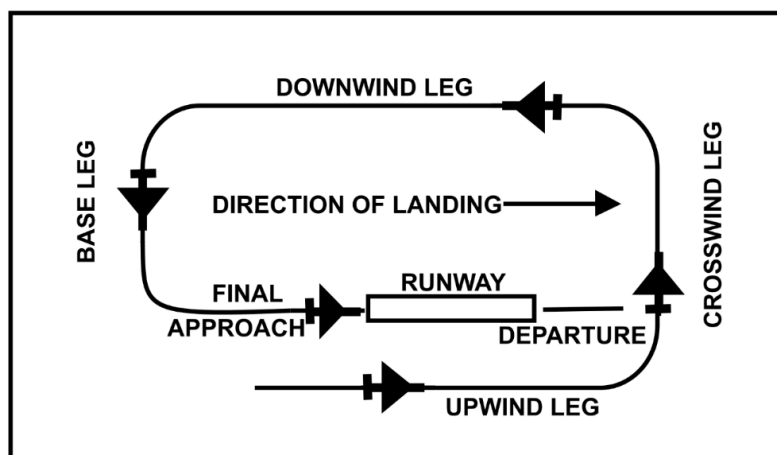 DOWNWIND LEG
BASE LEG
CROSSWIND LEG
DIRECTION OF LANDING
FINAL
APPROACH
RUNWAY
DEPARTURE
UPWIND LEG